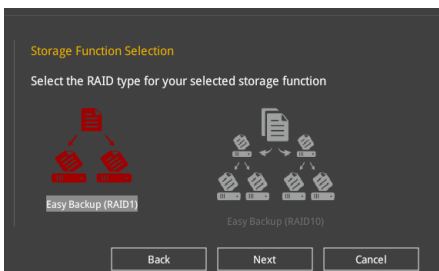 Storage Function Selection
Select the RAID type for your selected storage function
Easy Backup (RAID1)
Easy Backup (RAID10)
Back
Next
Cancel